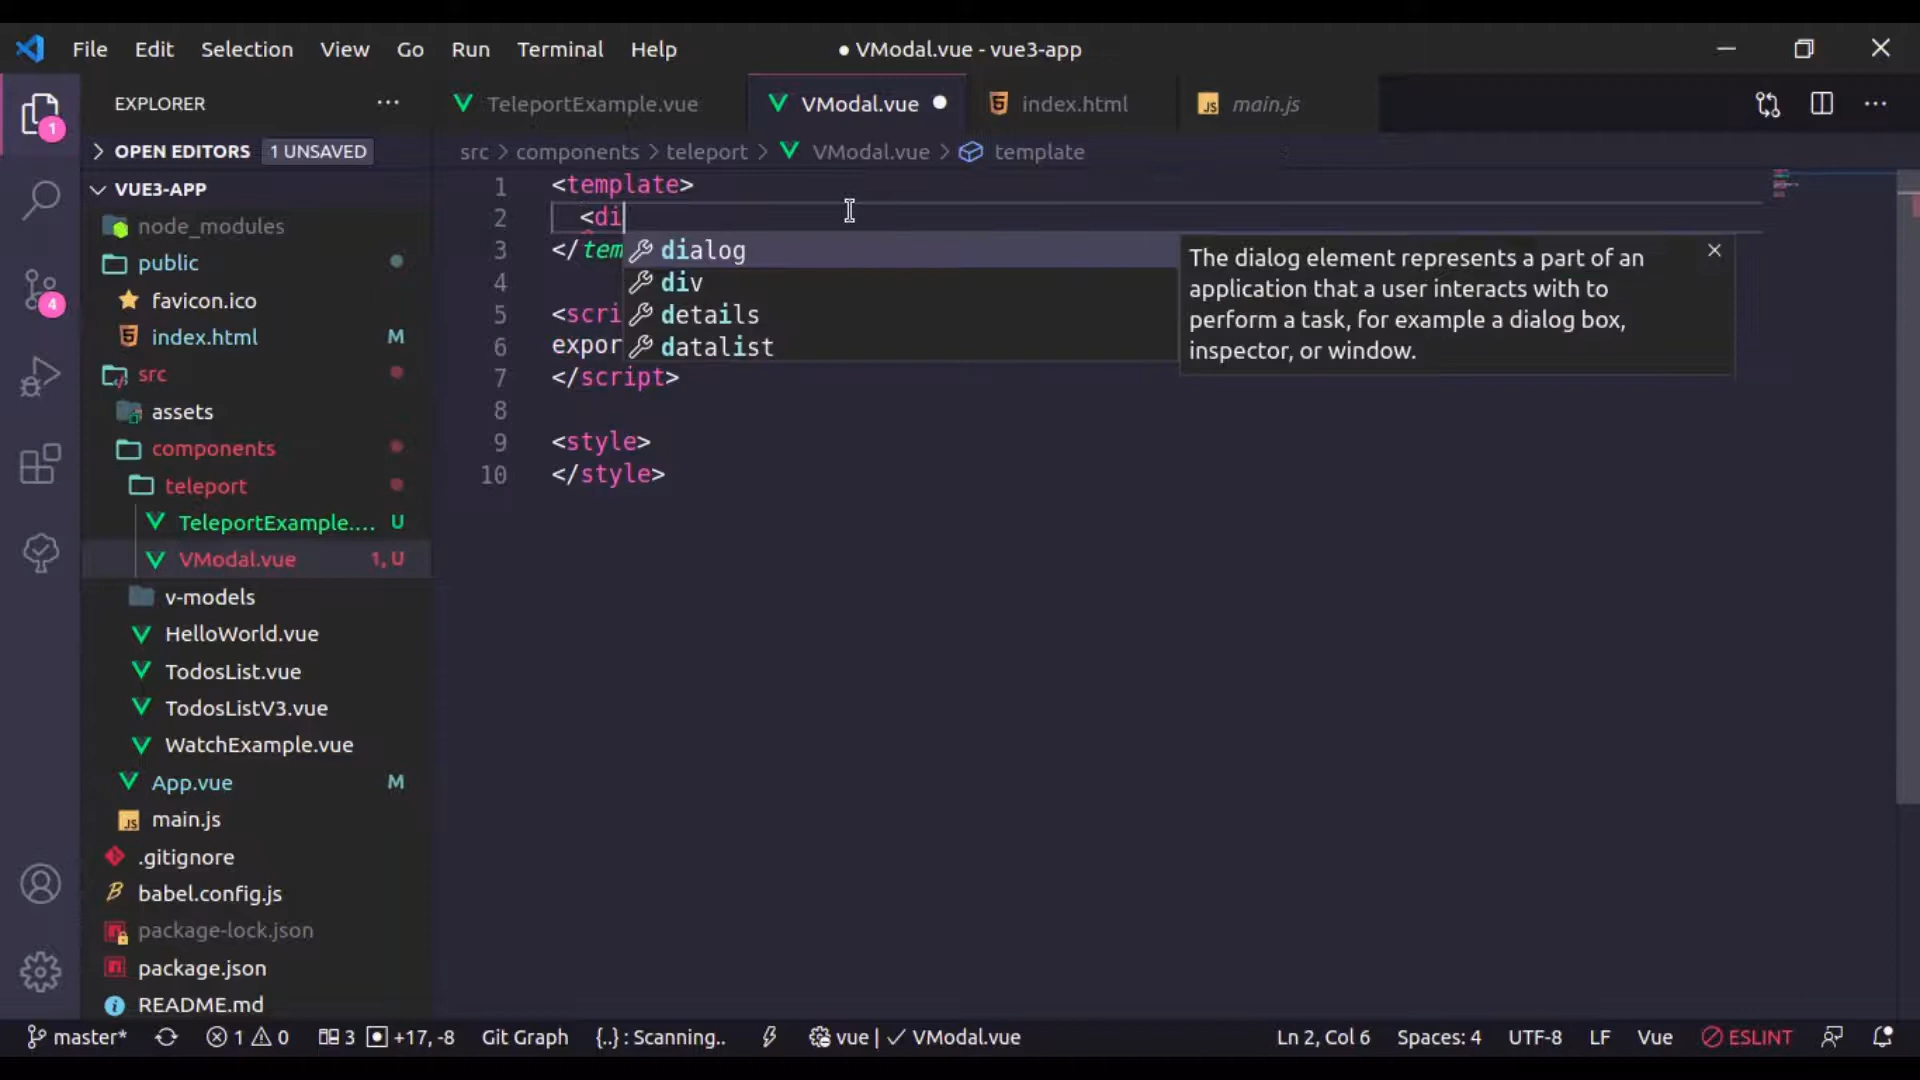 File Edit Selection View Go Run Terminal Help
● VModal.vue - vue3-app
EXPLORER ...
TeleportExample.vue
VModal.vue ●
index.html
JS main.js
...
OPEN EDITORS 1 UNSAVED
src > components > teleport > VModal.vue > template
VUE3-APP
node_modules
public
favicon.ico
index.html M
src
assets
components
teleport
TeleportExample.... U
VModal.vue 1, U
v-models
HelloWorld.vue
TodosList.vue
TodosListV3.vue
WatchExample.vue
App.vue M
JS main.js
.gitignore
babel.config.js
package-lock.json
package.json
README.md
1
4
1 <template>
2 <di
3 </tem
4
5 <scri
6 expor
7 </script>
8
9 <style>
10 </style>
dialog
div
details
datalist
The dialog element represents a part of an
application that a user interacts with to
perform a task, for example a dialog box,
inspector, or window.
master* 1 0 3 +17, -8 Git Graph {..} : Scanning.. vue | ✓ VModal.vue Ln 2, Col 6 Spaces: 4 UTF-8 LF Vue ESLINT